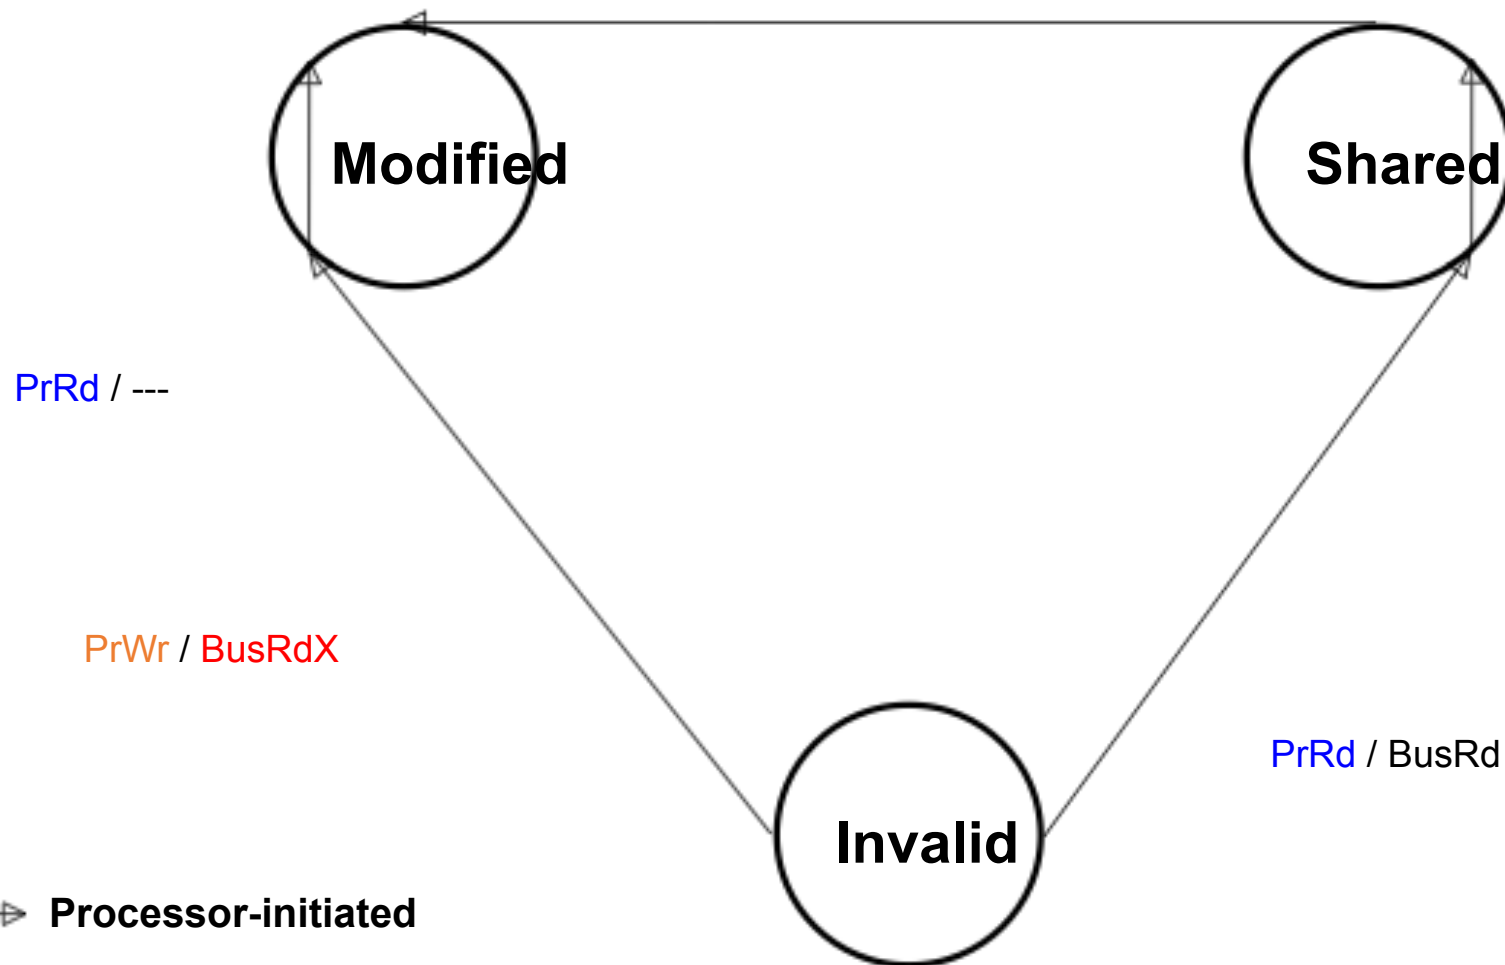 Modified
Shared
PrRd / ---
PrWr / BusRdX
PrRd / BusRd
Invalid
Processor-initiated